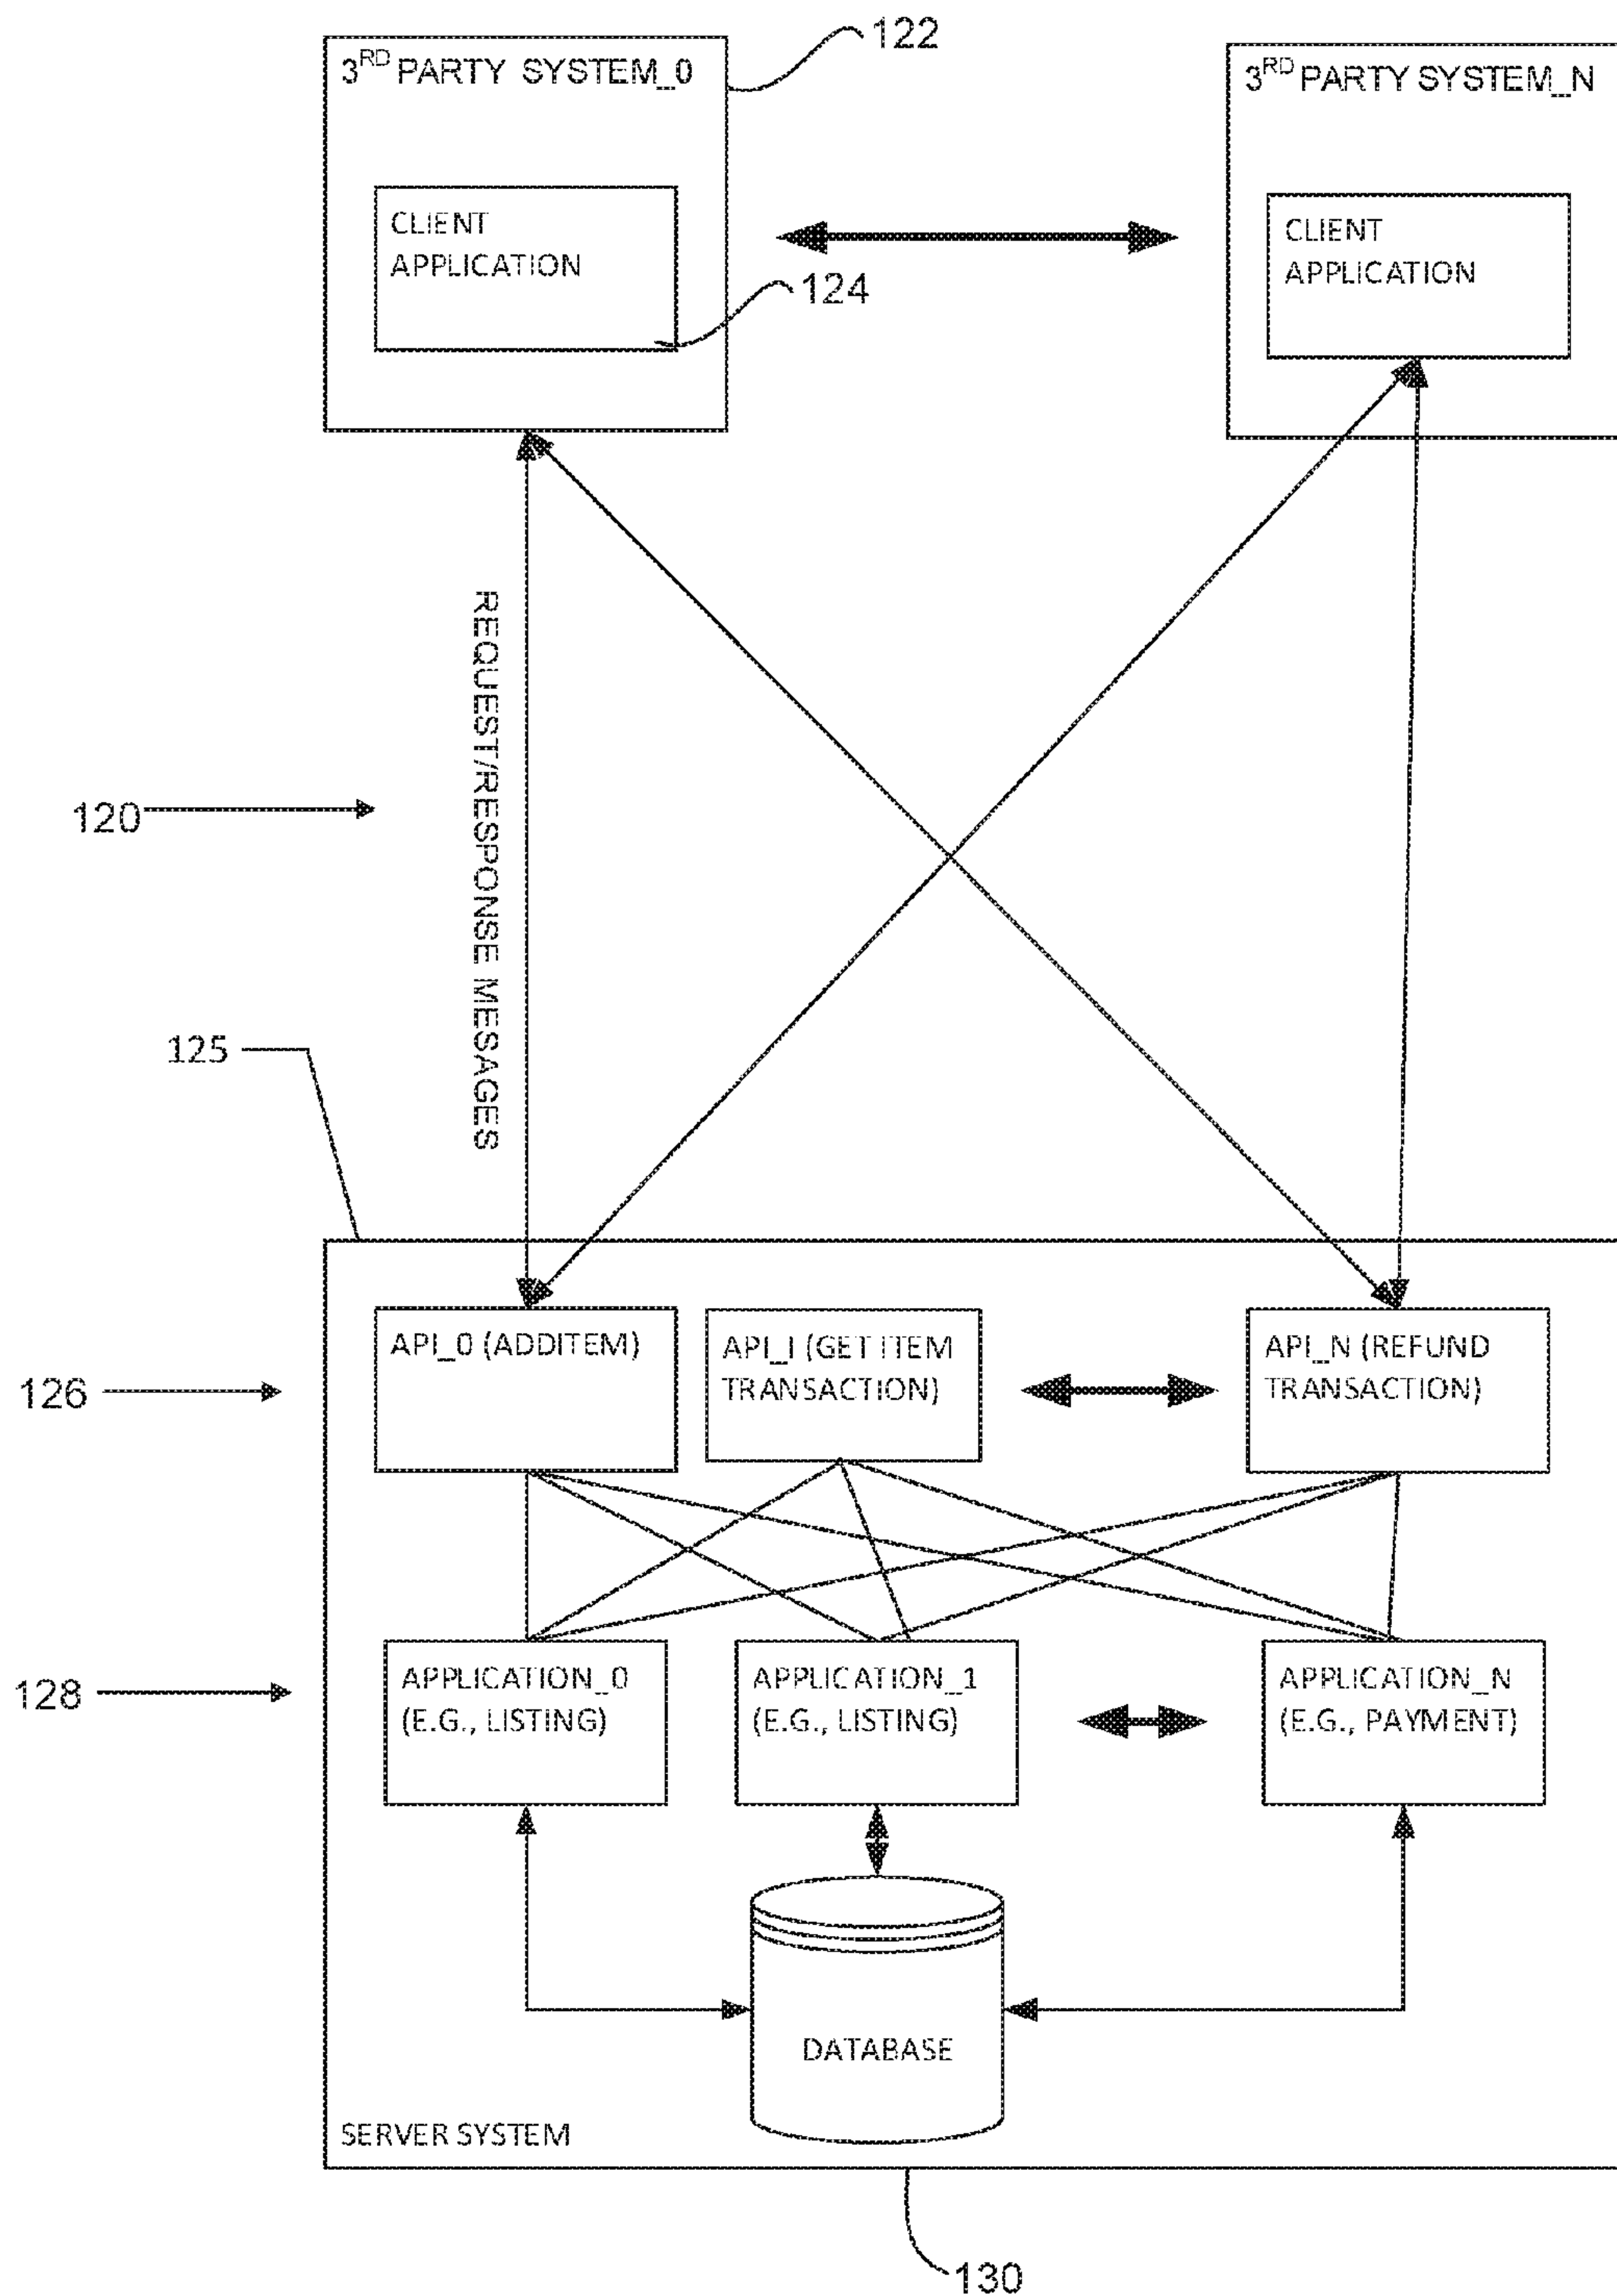 122
3RD PARTY SYSTEM_0
3RD PARTY SYSTEM_N
CLIENT
APPLICATION
CLIENT
APPLICATION
124
REQUEST/RESPONSE MESAGES
120
125
API_0 (ADDITEM)
API_I (GET ITEM
TRANSACTION)
API_N (REFUND
TRANSACTION)
126
APPLICATION_0
(E.G., LISTING)
APPLICATION_1
(E.G., LISTING)
APPLICATION_N
(E.G., PAYMENT)
128
DATABASE
SERVER SYSTEM
130